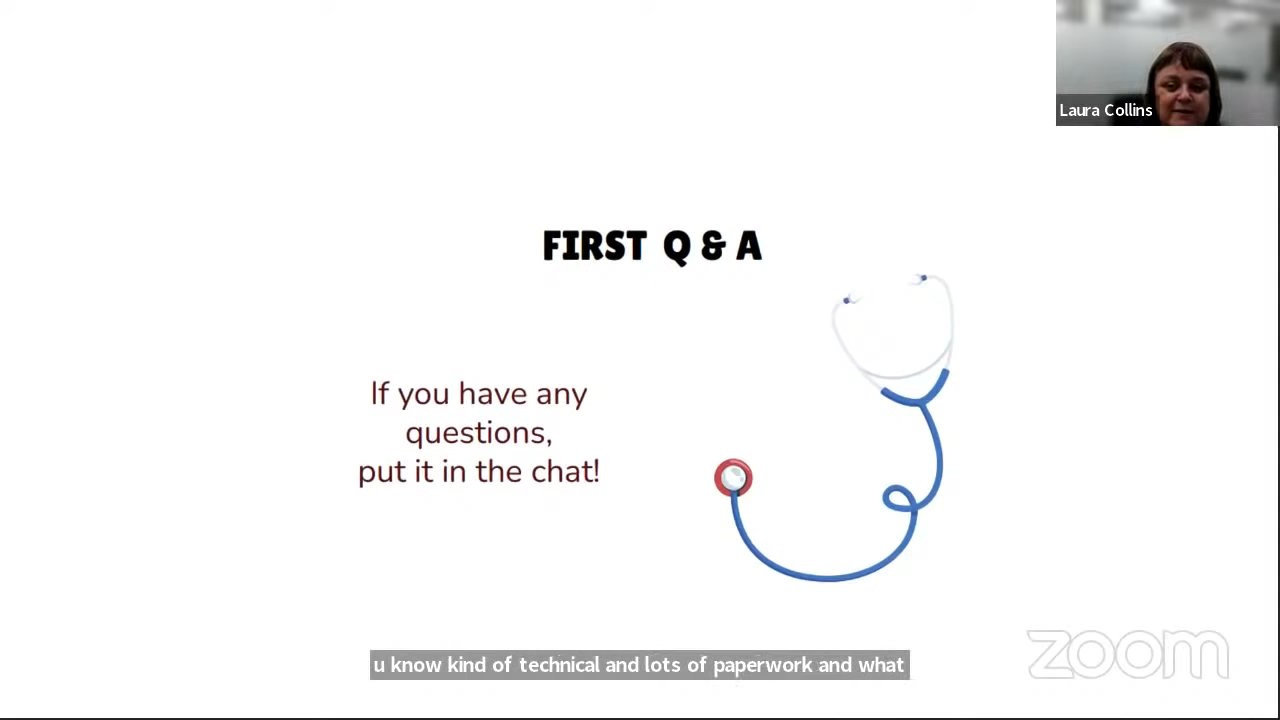 Laura Collins
FIRST Q & A
If you have any
questions,
put it in the chat!
u know kind of technical and lots of paperwork and what
zoom